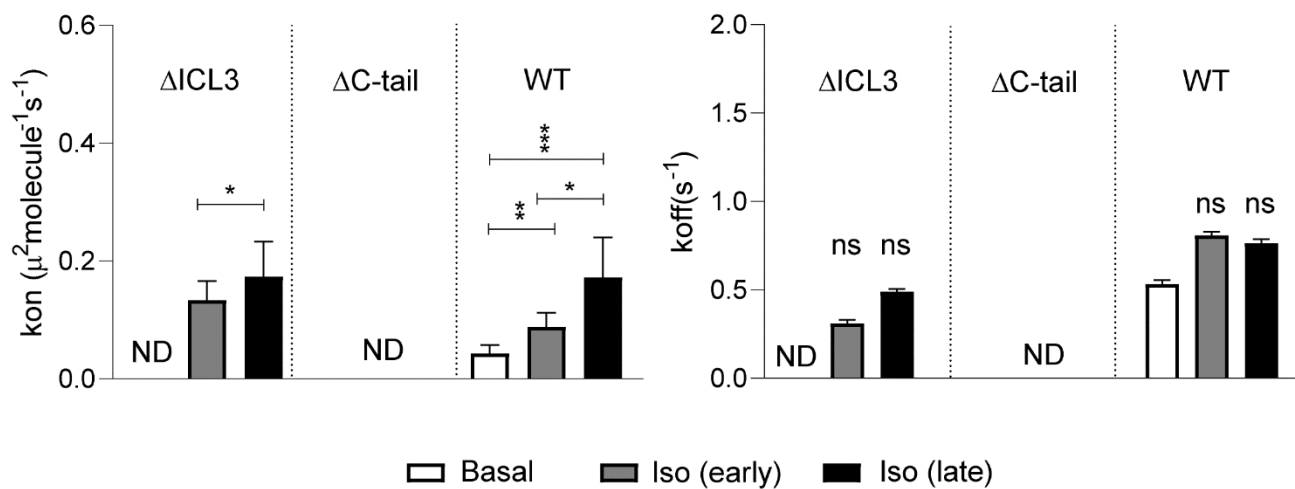 kon (μ²molecule⁻¹s⁻¹)
0.6
0.4
0.2
0.0
ΔICL3
ΔC-tail
WT
*
***
**
*
ND
ND
koff(s⁻¹)
2.0
1.5
1.0
0.5
0.0
ΔICL3
ΔC-tail
WT
ns
ns
ns
ns
ND
ND
Basal
Iso (early)
Iso (late)